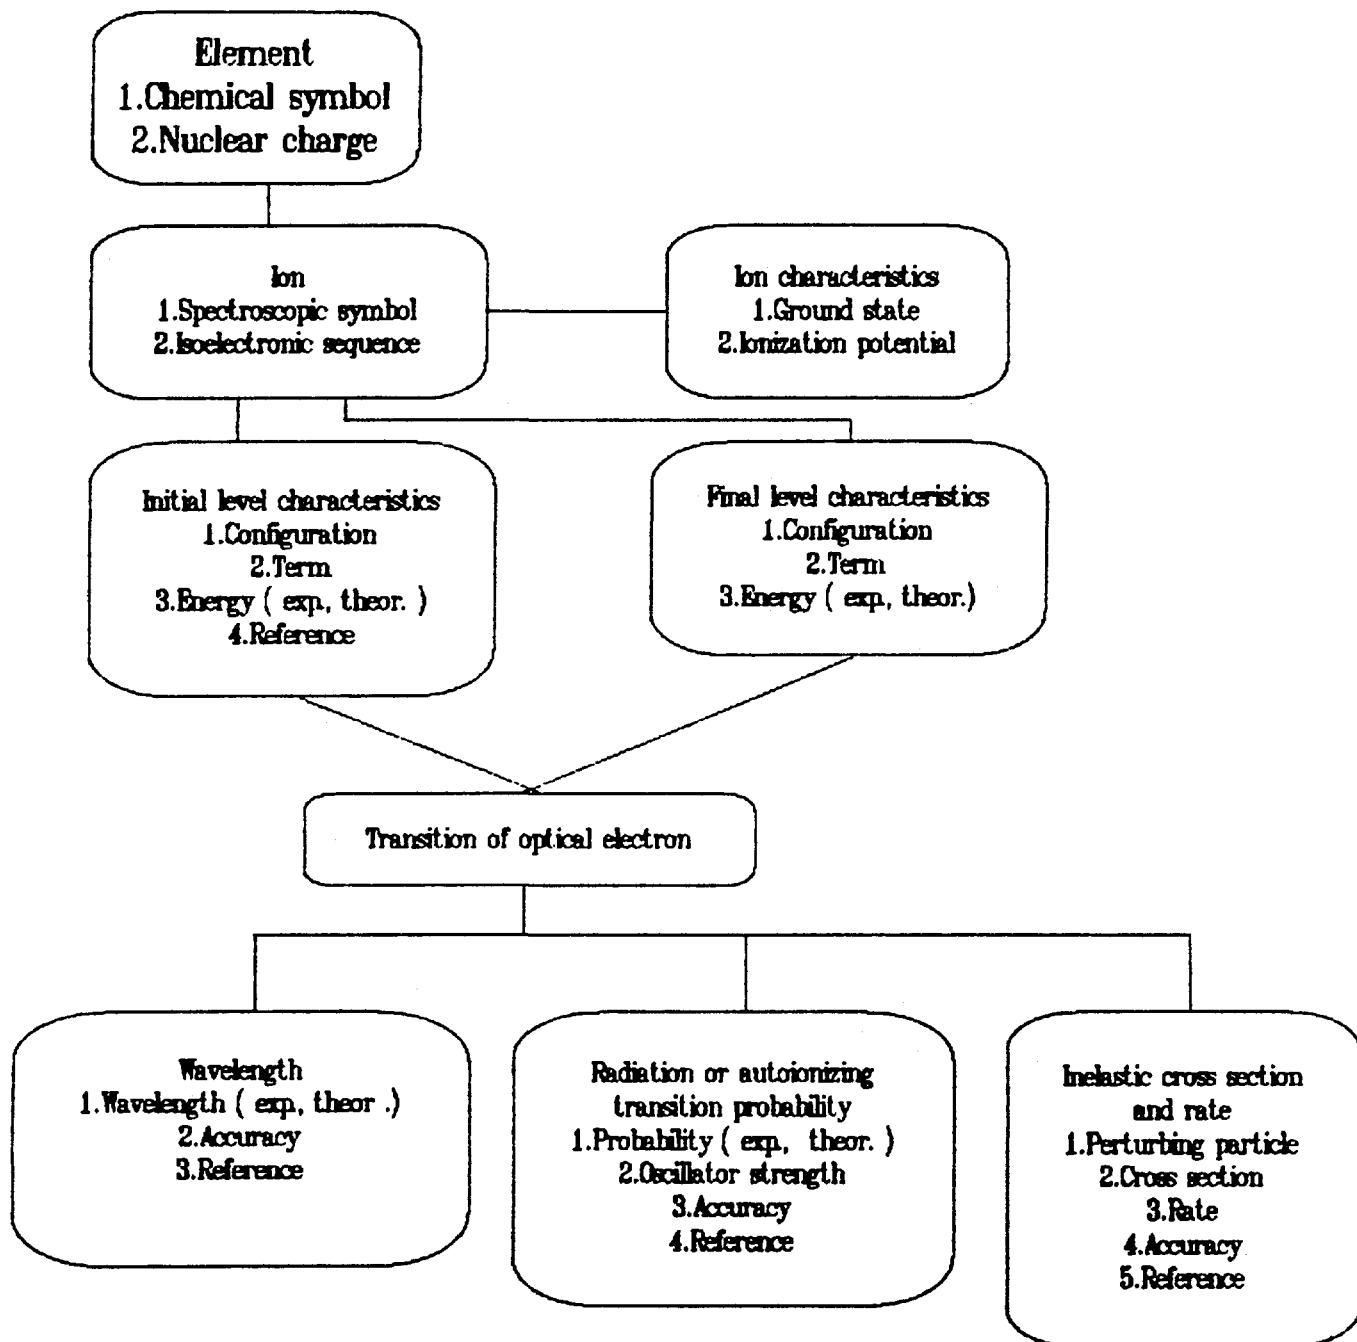 Element
1.Chemical symbol
2.Nuclear charge
Ion
1.Spectroscopic symbol
2.Isoelectronic sequence
Ion characteristics
1.Ground state
2.Ionization potential
Initial level characteristics
1.Configuration
2.Term
3.Energy ( exp., theor. )
4.Reference
Final level characteristics
1.Configuration
2.Term
3.Energy ( exp., theor.)
Transition of optical electron
Wavelength
1.Wavelength ( exp., theor .)
2.Accuracy
3.Reference
Radiation or autoionizing
transition probability
1.Probability ( exp., theor. )
2.Oscillator strength
3.Accuracy
4.Reference
Inelastic cross section
and rate
1.Perturbing particle
2.Cross section
3.Rate
4.Accuracy
5.Reference